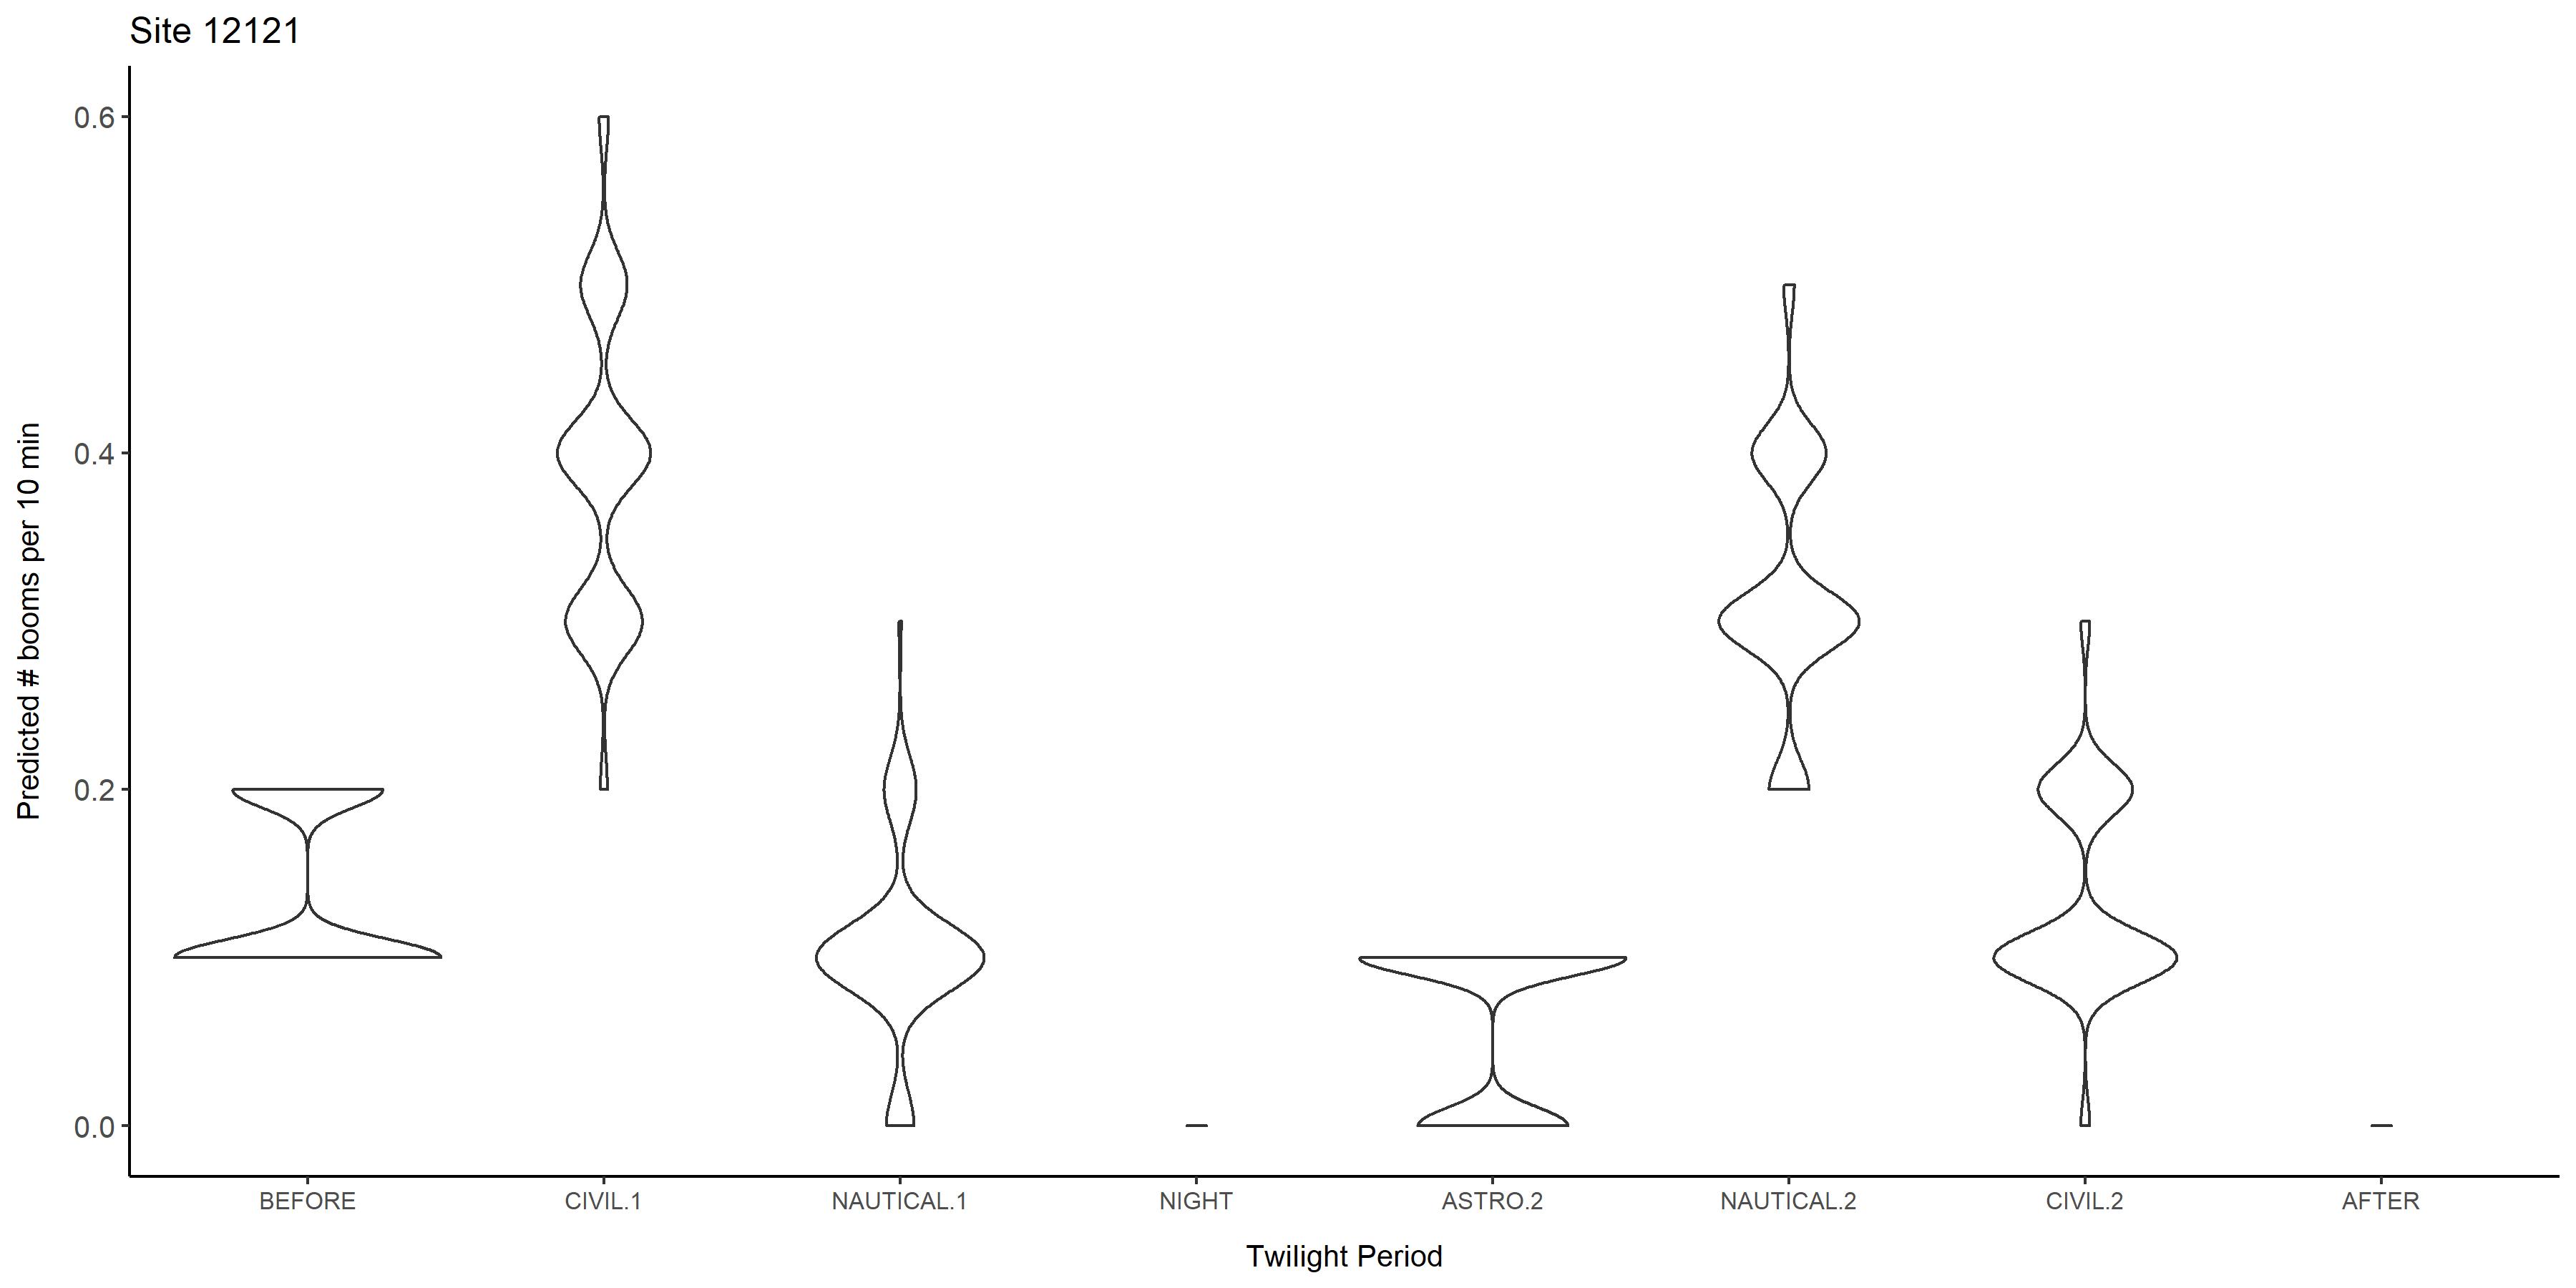 Site 12121
0.6
0.4
0.2
0.0
Predicted # booms per 10 min
BEFORE CIVIL.1 NAUTICAL.1 NIGHT ASTRO.2 NAUTICAL.2 CIVIL.2 AFTER
Twilight Period